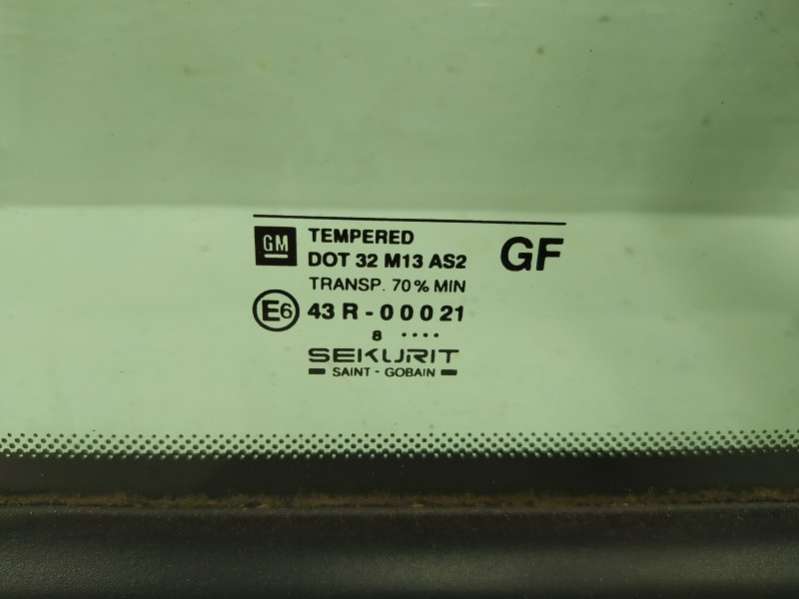 GM TEMPERED
DOT 32 M13 AS2 GF
TRANSP. 70% MIN
E6 43 R - 00021
8 ····
SEKURIT
SAINT - GOBAIN